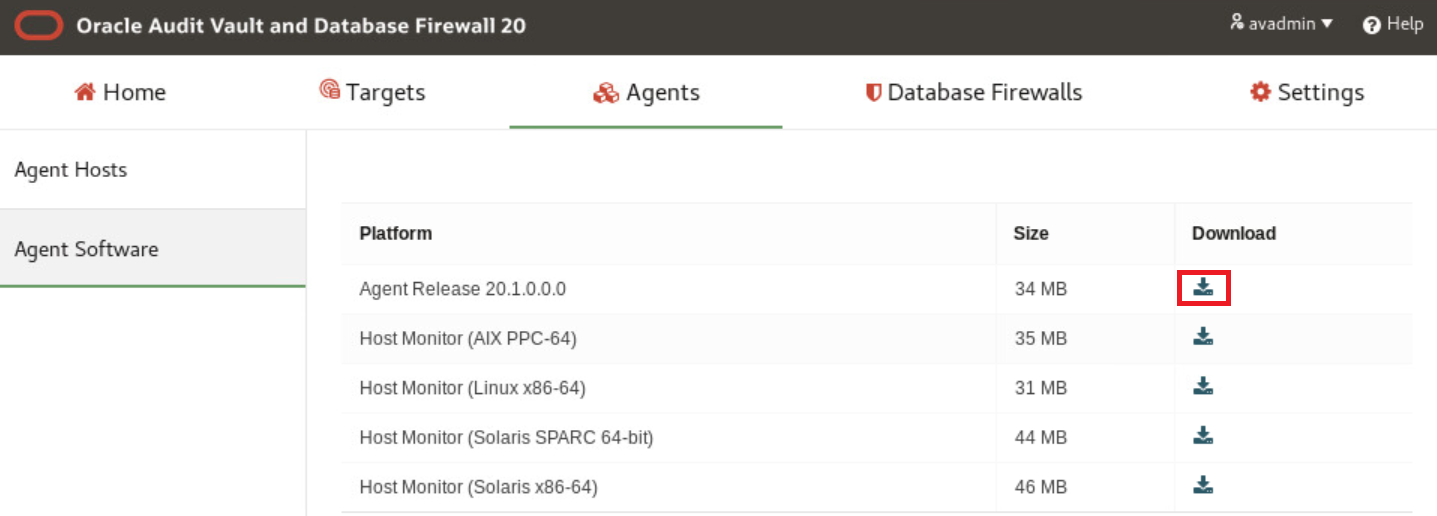 Oracle Audit Vault and Database Firewall 20 avadmin Help
Home Targets Agents Database Firewalls Settings
Agent Hosts
Agent Software
Platform Size Download
Agent Release 20.1.0.0.0 34 MB
Host Monitor (AIX PPC-64) 35 MB
Host Monitor (Linux x86-64) 31 MB
Host Monitor (Solaris SPARC 64-bit) 44 MB
Host Monitor (Solaris x86-64) 46 MB